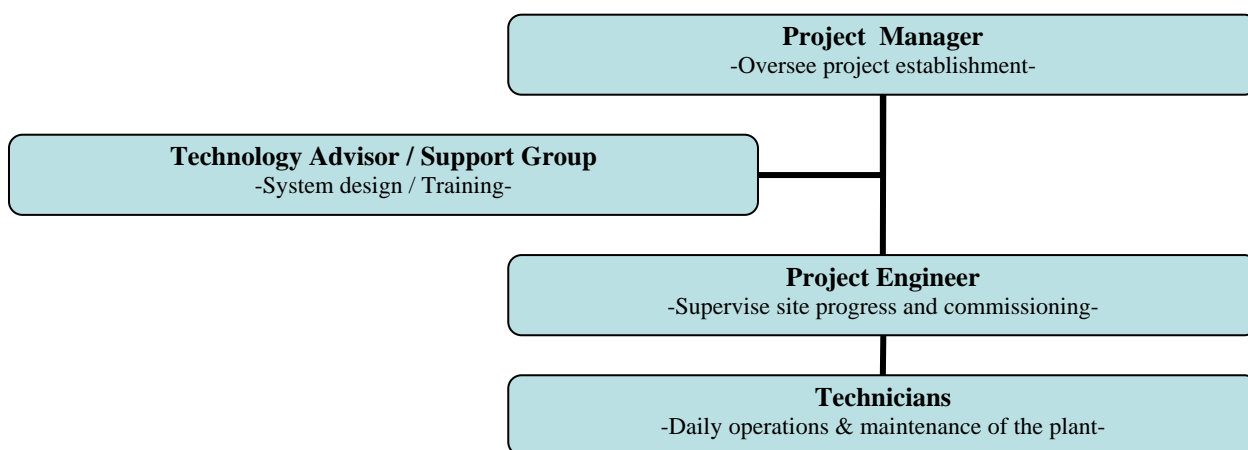 Project Manager
-Oversee project establishment-
Technology Advisor / Support Group
-System design / Training-
Project Engineer
-Supervise site progress and commissioning-
Technicians
-Daily operations & maintenance of the plant-